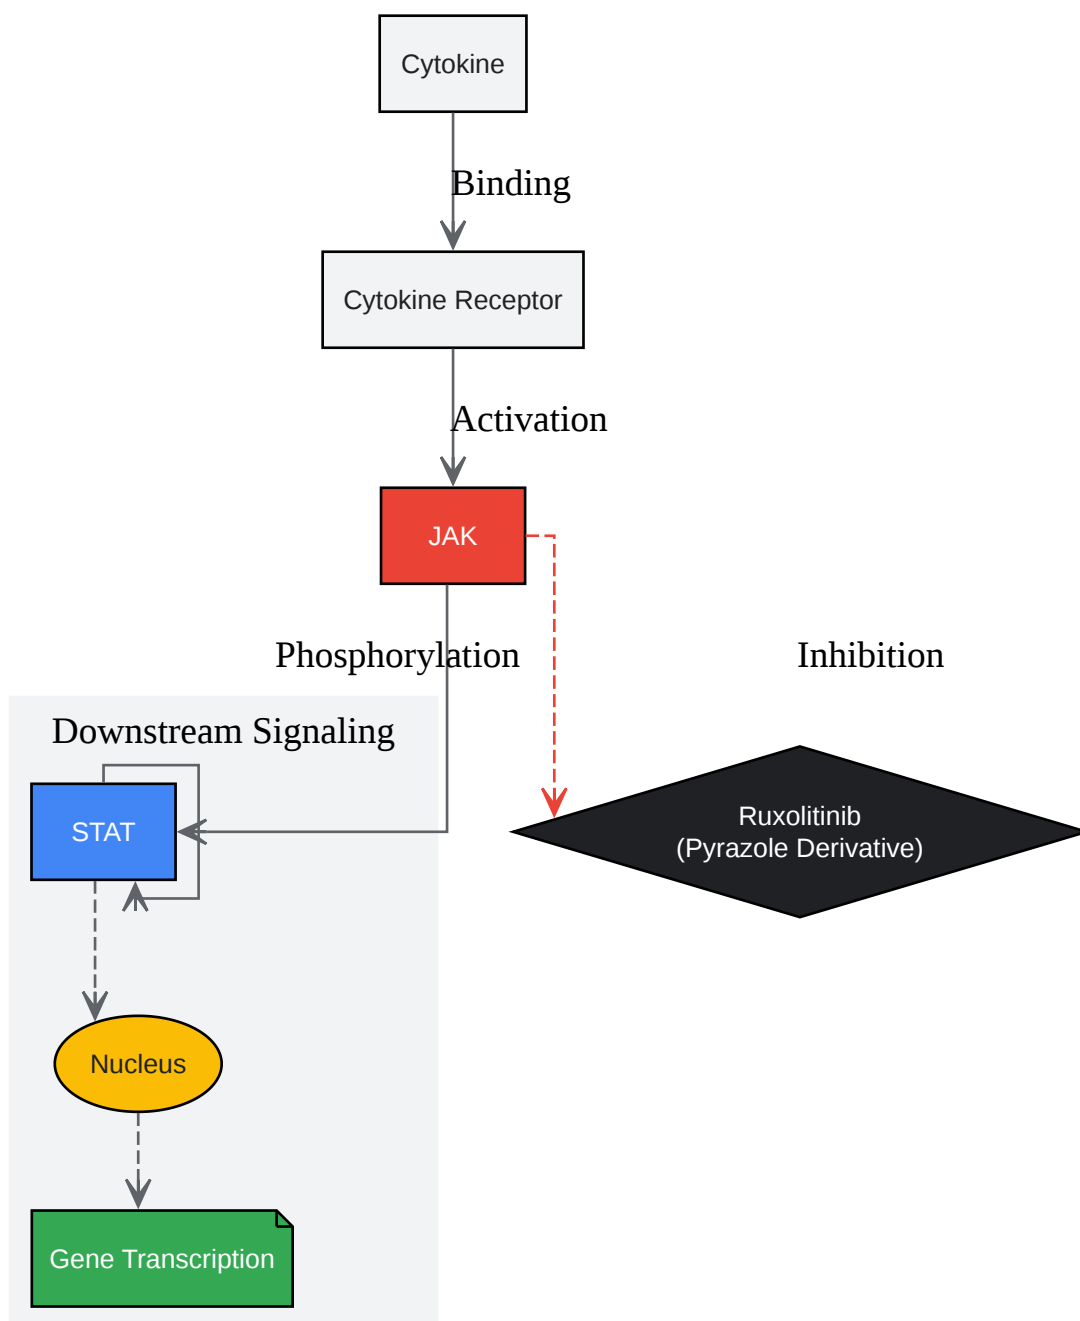 Cytokine
Binding
Cytokine Receptor
Activation
JAK
Phosphorylation
Inhibition
Downstream Signaling
STAT
Ruxolitinib
(Pyrazole Derivative)
Nucleus
Gene Transcription